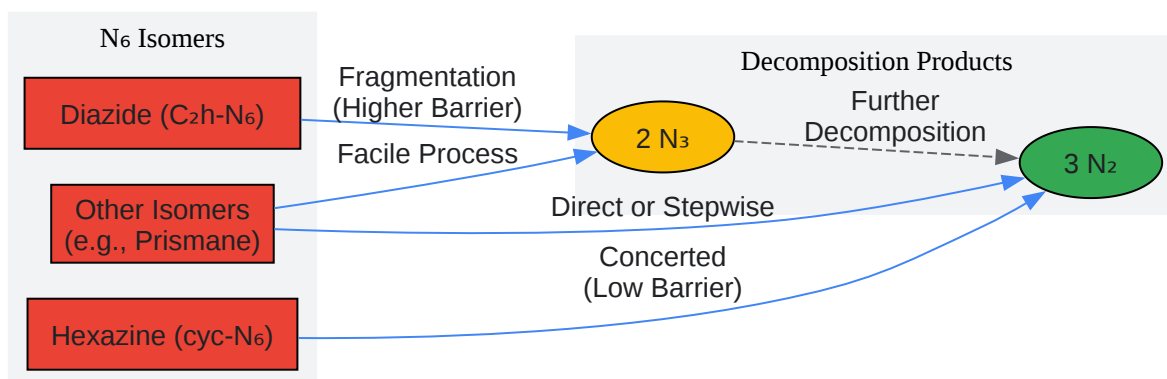 N₆ Isomers
Decomposition Products
Diazide (C₂h-N₆)
Fragmentation
(Higher Barrier)
Further
Decomposition
2 N₃
3 N₂
Facile Process
Other Isomers
(e.g., Prismane)
Direct or Stepwise
Concerted
(Low Barrier)
Hexazine (cyc-N₆)